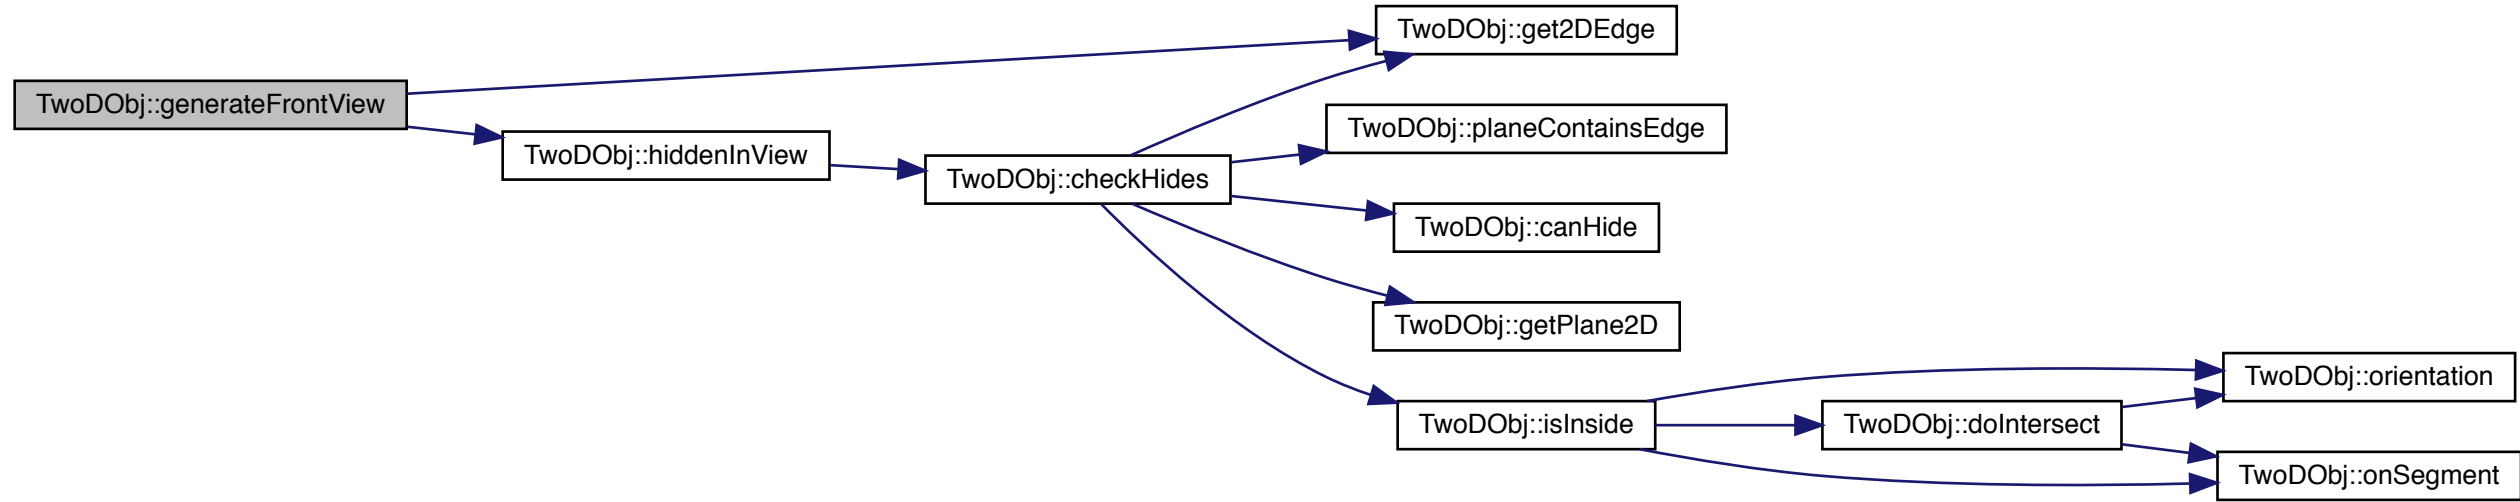 TwoDObj::get2DEdge
TwoDObj::generateFrontView
TwoDObj::planeContainsEdge
TwoDObj::hiddenInView
TwoDObj::checkHides
TwoDObj::canHide
TwoDObj::getPlane2D
TwoDObj::orientation
TwoDObj::isInside
TwoDObj::doIntersect
TwoDObj::onSegment